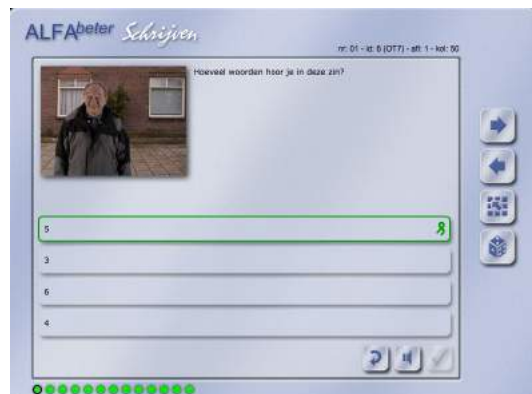 ALFAbeter Schrijven
nr: 01 - id: 6 (OT7) - afl: 1 - kol: 50
Hoeveel woorden hoor je in deze zin?
5
3
6
4